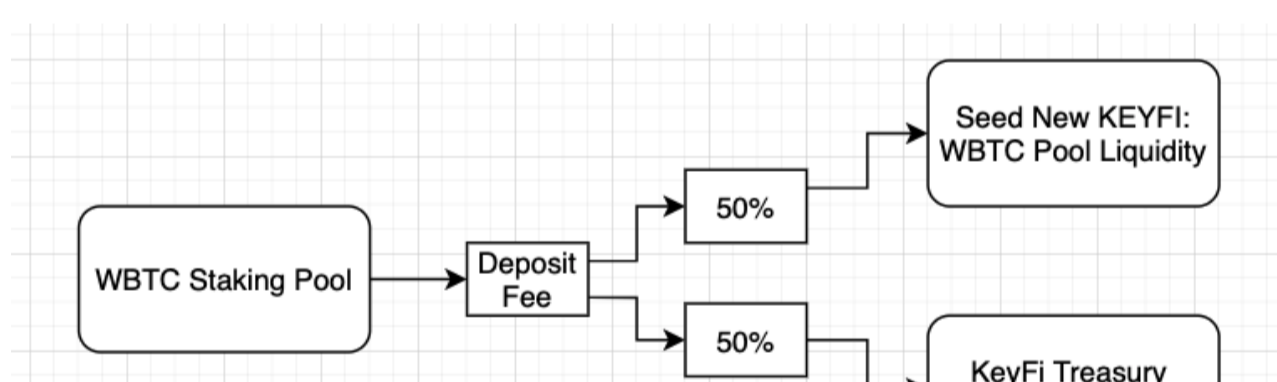 Seed New KEYFI:
WBTC Pool Liquidity
50%
WBTC Staking Pool
Deposit
Fee
50%
KeyFi Treasury